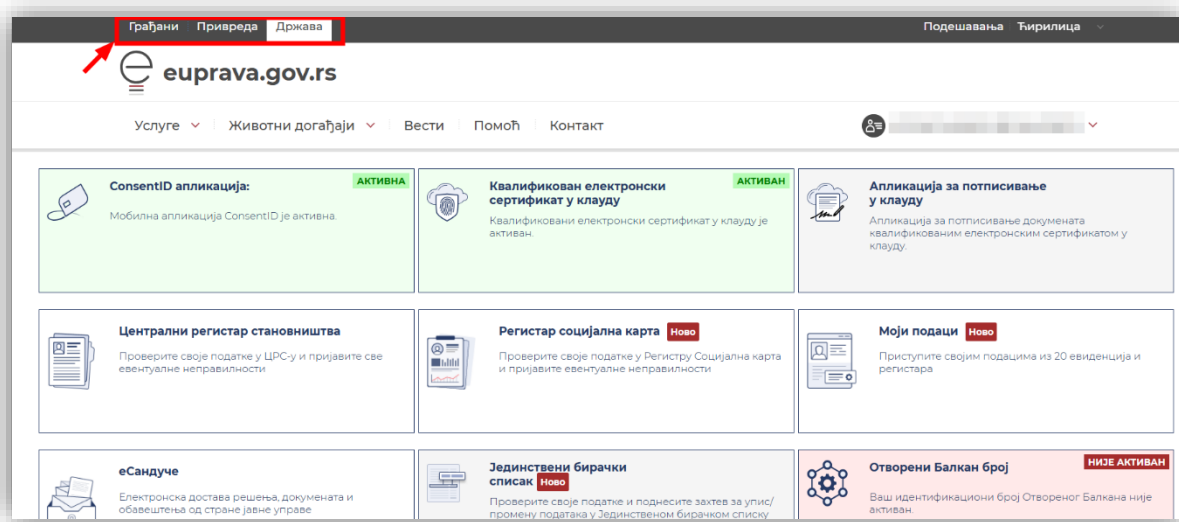 Грађани Привреда Држава Подешавања Ћирилица
euprava.gov.rs
Услуге Животни догађаји Вести Помоћ Контакт
ConsentID апликација: АКТИВНА
Мобилна апликација ConsentID је активна.
Квалификован електронски АКТИВАН
сертификат у клауду
Квалификовани електронски сертификат у клауду је
активан.
Апликација за потписивање
у клауду
Апликација за потписивање докумената
квалификованим електронским сертификатом у
клауду.
Централни регистар становништва
Проверите своје податке у ЦРС-у и пријавите све
евентуалне неправилности
Регистар социјална карта Ново
Проверите своје податке у Регистру Социјална карта
и пријавите евентуалне неправилности
Моји подаци Ново
Приступите својим подацима из 20 евиденција и
регистара
еСандуче
Електронска достава решења, докумената и
обавештења од стране јавне управе
Јединствени бирачки
списак Ново
Проверите своје податке и поднесите захтев за упис/
промену података у Јединственом бирачком списку
Отворени Балкан број НИЈЕ АКТИВАН
Ваш идентификациони број Отвореног Балкана није
активан.